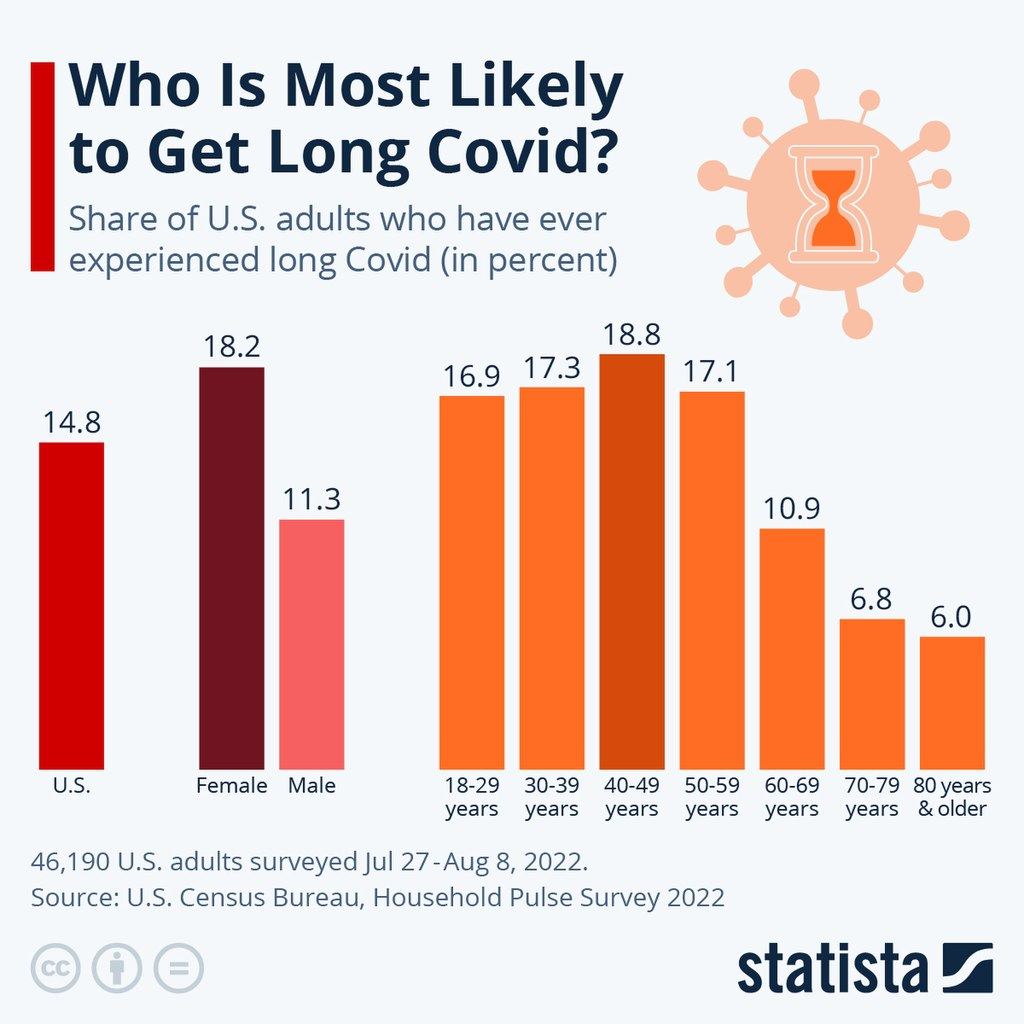 Who Is Most Likely
to Get Long Covid?
Share of U.S. adults who have ever
experienced long Covid (in percent)
14.8
18.2
11.3
16.9
17.3
18.8
17.1
10.9
6.8
6.0
U.S.
Female
Male
18-29
years
30-39
years
40-49
years
50-59
years
60-69
years
70-79
years
80 years
& older
46,190 U.S. adults surveyed Jul 27-Aug 8, 2022.
Source: U.S. Census Bureau, Household Pulse Survey 2022
cc
statista